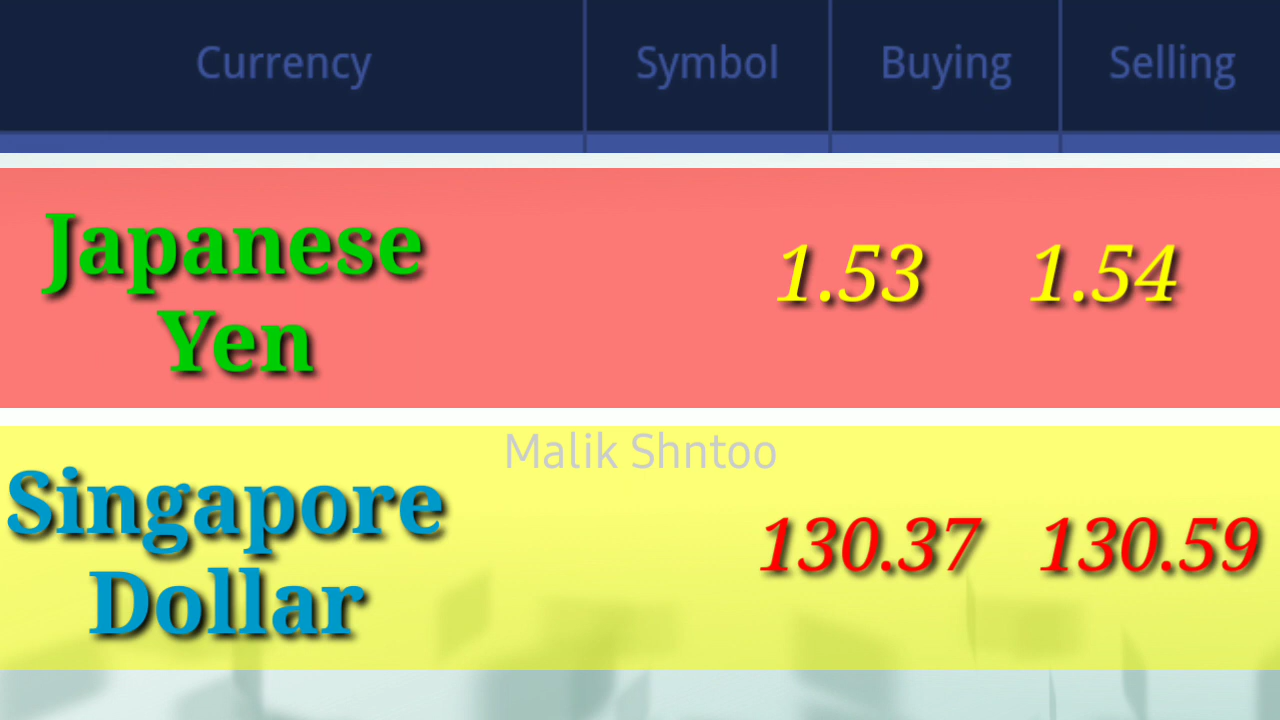 Currency Symbol Buying Selling
Japanese
Yen
1.53 1.54
Malik Shntoo
Singapore
Dollar
130.37 130.59